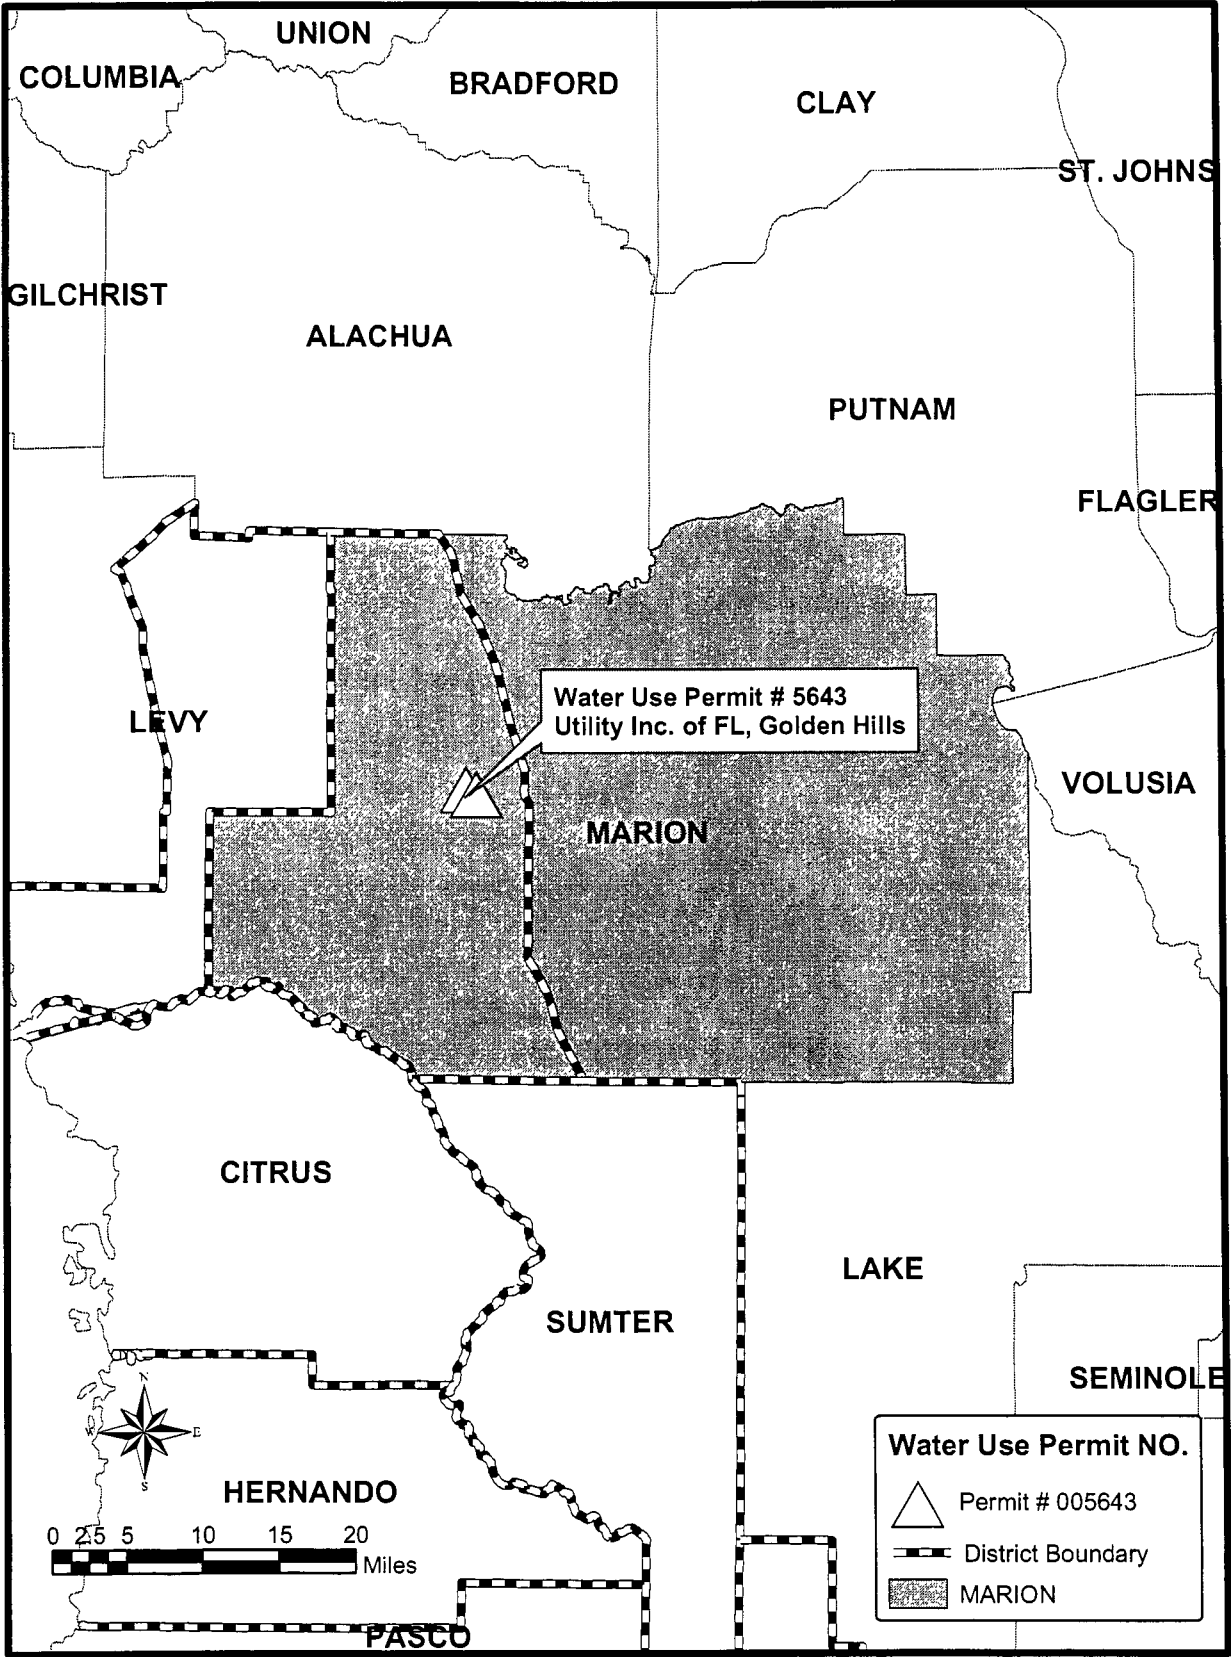 UNION
COLUMBIA
BRADFORD
CLAY
ST. JOHNS
GILCHRIST
ALACHUA
PUTNAM
FLAGLER
LEVY
Water Use Permit # 5643
Utility Inc. of FL, Golden Hills
VOLUSIA
MARION
CITRUS
LAKE
SUMTER
SEMINOLE
N
W
E
S
HERNANDO
0 2.5 5 10 15 20
Miles
PASCO
Water Use Permit NO.
Permit # 005643
District Boundary
MARION